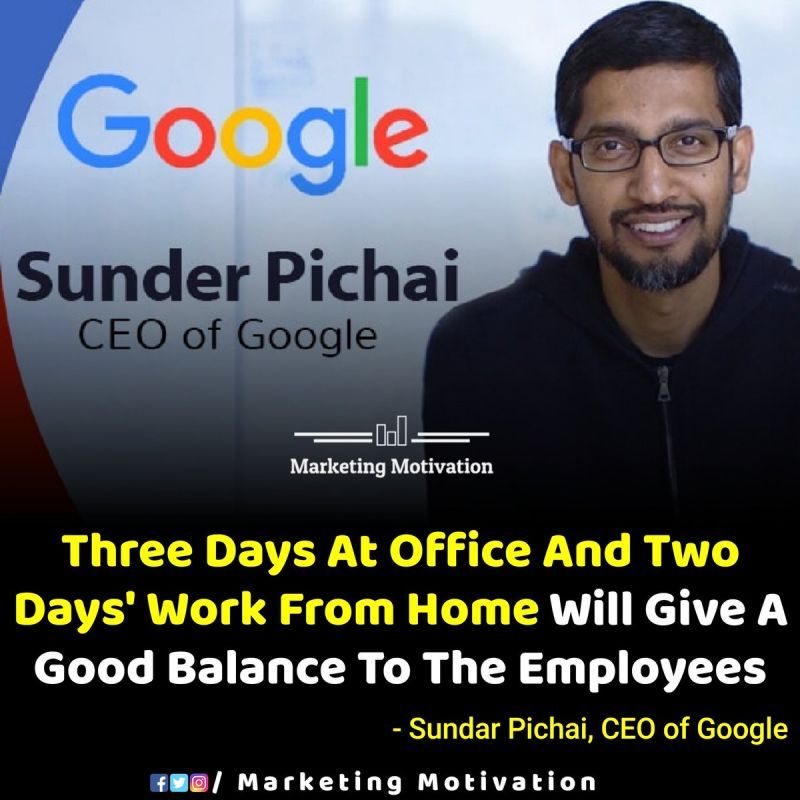 Google
Sunder Pichai
CEO of Google
Marketing Motivation
Three Days At Office And Two
Days' Work From Home Will Give A
Good Balance To The Employees
- Sundar Pichai, CEO of Google
/ Marketing Motivation